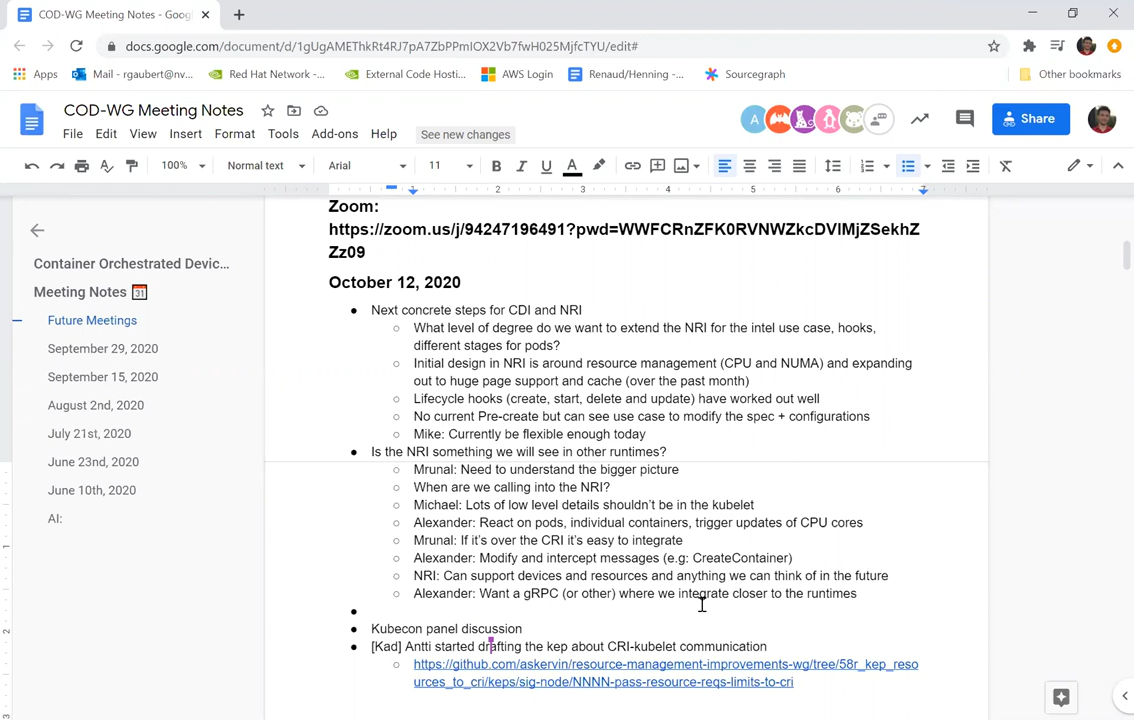 COD-WG Meeting Notes - Goog
docs.google.com/document/d/1gUgAMEThkRt4RJ7pA7ZbPPmIOX2Vb7fwH025MjfcTYU/edit#
Apps
Mail - rgaubert@nv...
Red Hat Network -...
External Code Hosti...
AWS Login
Renaud/Henning -...
Sourcegraph
Other bookmarks
COD-WG Meeting Notes
File Edit View Insert Format Tools Add-ons Help
See new changes
A
Share
100%
Normal text
Arial
11
B I U A
1 2 3 4 5 6 7
Container Orchestrated Devic...
Meeting Notes 31
Future Meetings
September 29, 2020
September 15, 2020
August 2nd, 2020
July 21st, 2020
June 23nd, 2020
June 10th, 2020
AI:
1
2
3
Zoom:
https://zoom.us/j/94247196491?pwd=WWFCRnZFK0RVNWZkcDVIMjZSekhZ
Zz09
October 12, 2020
● Next concrete steps for CDI and NRI
○ What level of degree do we want to extend the NRI for the intel use case, hooks,
different stages for pods?
○ Initial design in NRI is around resource management (CPU and NUMA) and expanding
out to huge page support and cache (over the past month)
○ Lifecycle hooks (create, start, delete and update) have worked out well
○ No current Pre-create but can see use case to modify the spec + configurations
○ Mike: Currently be flexible enough today
● Is the NRI something we will see in other runtimes?
○ Mrunal: Need to understand the bigger picture
○ When are we calling into the NRI?
○ Michael: Lots of low level details shouldn't be in the kubelet
○ Alexander: React on pods, individual containers, trigger updates of CPU cores
○ Mrunal: If it's over the CRI it's easy to integrate
○ Alexander: Modify and intercept messages (e.g: CreateContainer)
○ NRI: Can support devices and resources and anything we can think of in the future
○ Alexander: Want a gRPC (or other) where we integrate closer to the runtimes
●
● Kubecon panel discussion
● [Kad] Antti started drafting the kep about CRI-kubelet communication
○ https://github.com/askervin/resource-management-improvements-wg/tree/58r_kep_reso
urces_to_cri/keps/sig-node/NNNN-pass-resource-reqs-limits-to-cri